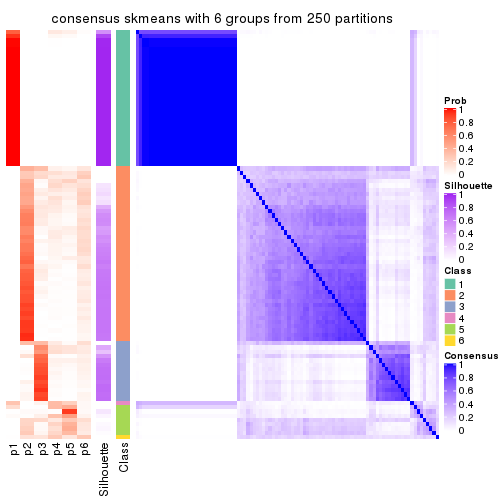 consensus skmeans with 6 groups from 250 partitions
Prob
1
0.8
0.6
0.4
0.2
0
Silhouette
1
0.8
0.6
0.4
0.2
0
Class
1
2
3
4
5
6
Consensus
1
0.8
0.6
0.4
0.2
0
p1
p2
p3
p4
p5
p6
Silhouette
Class